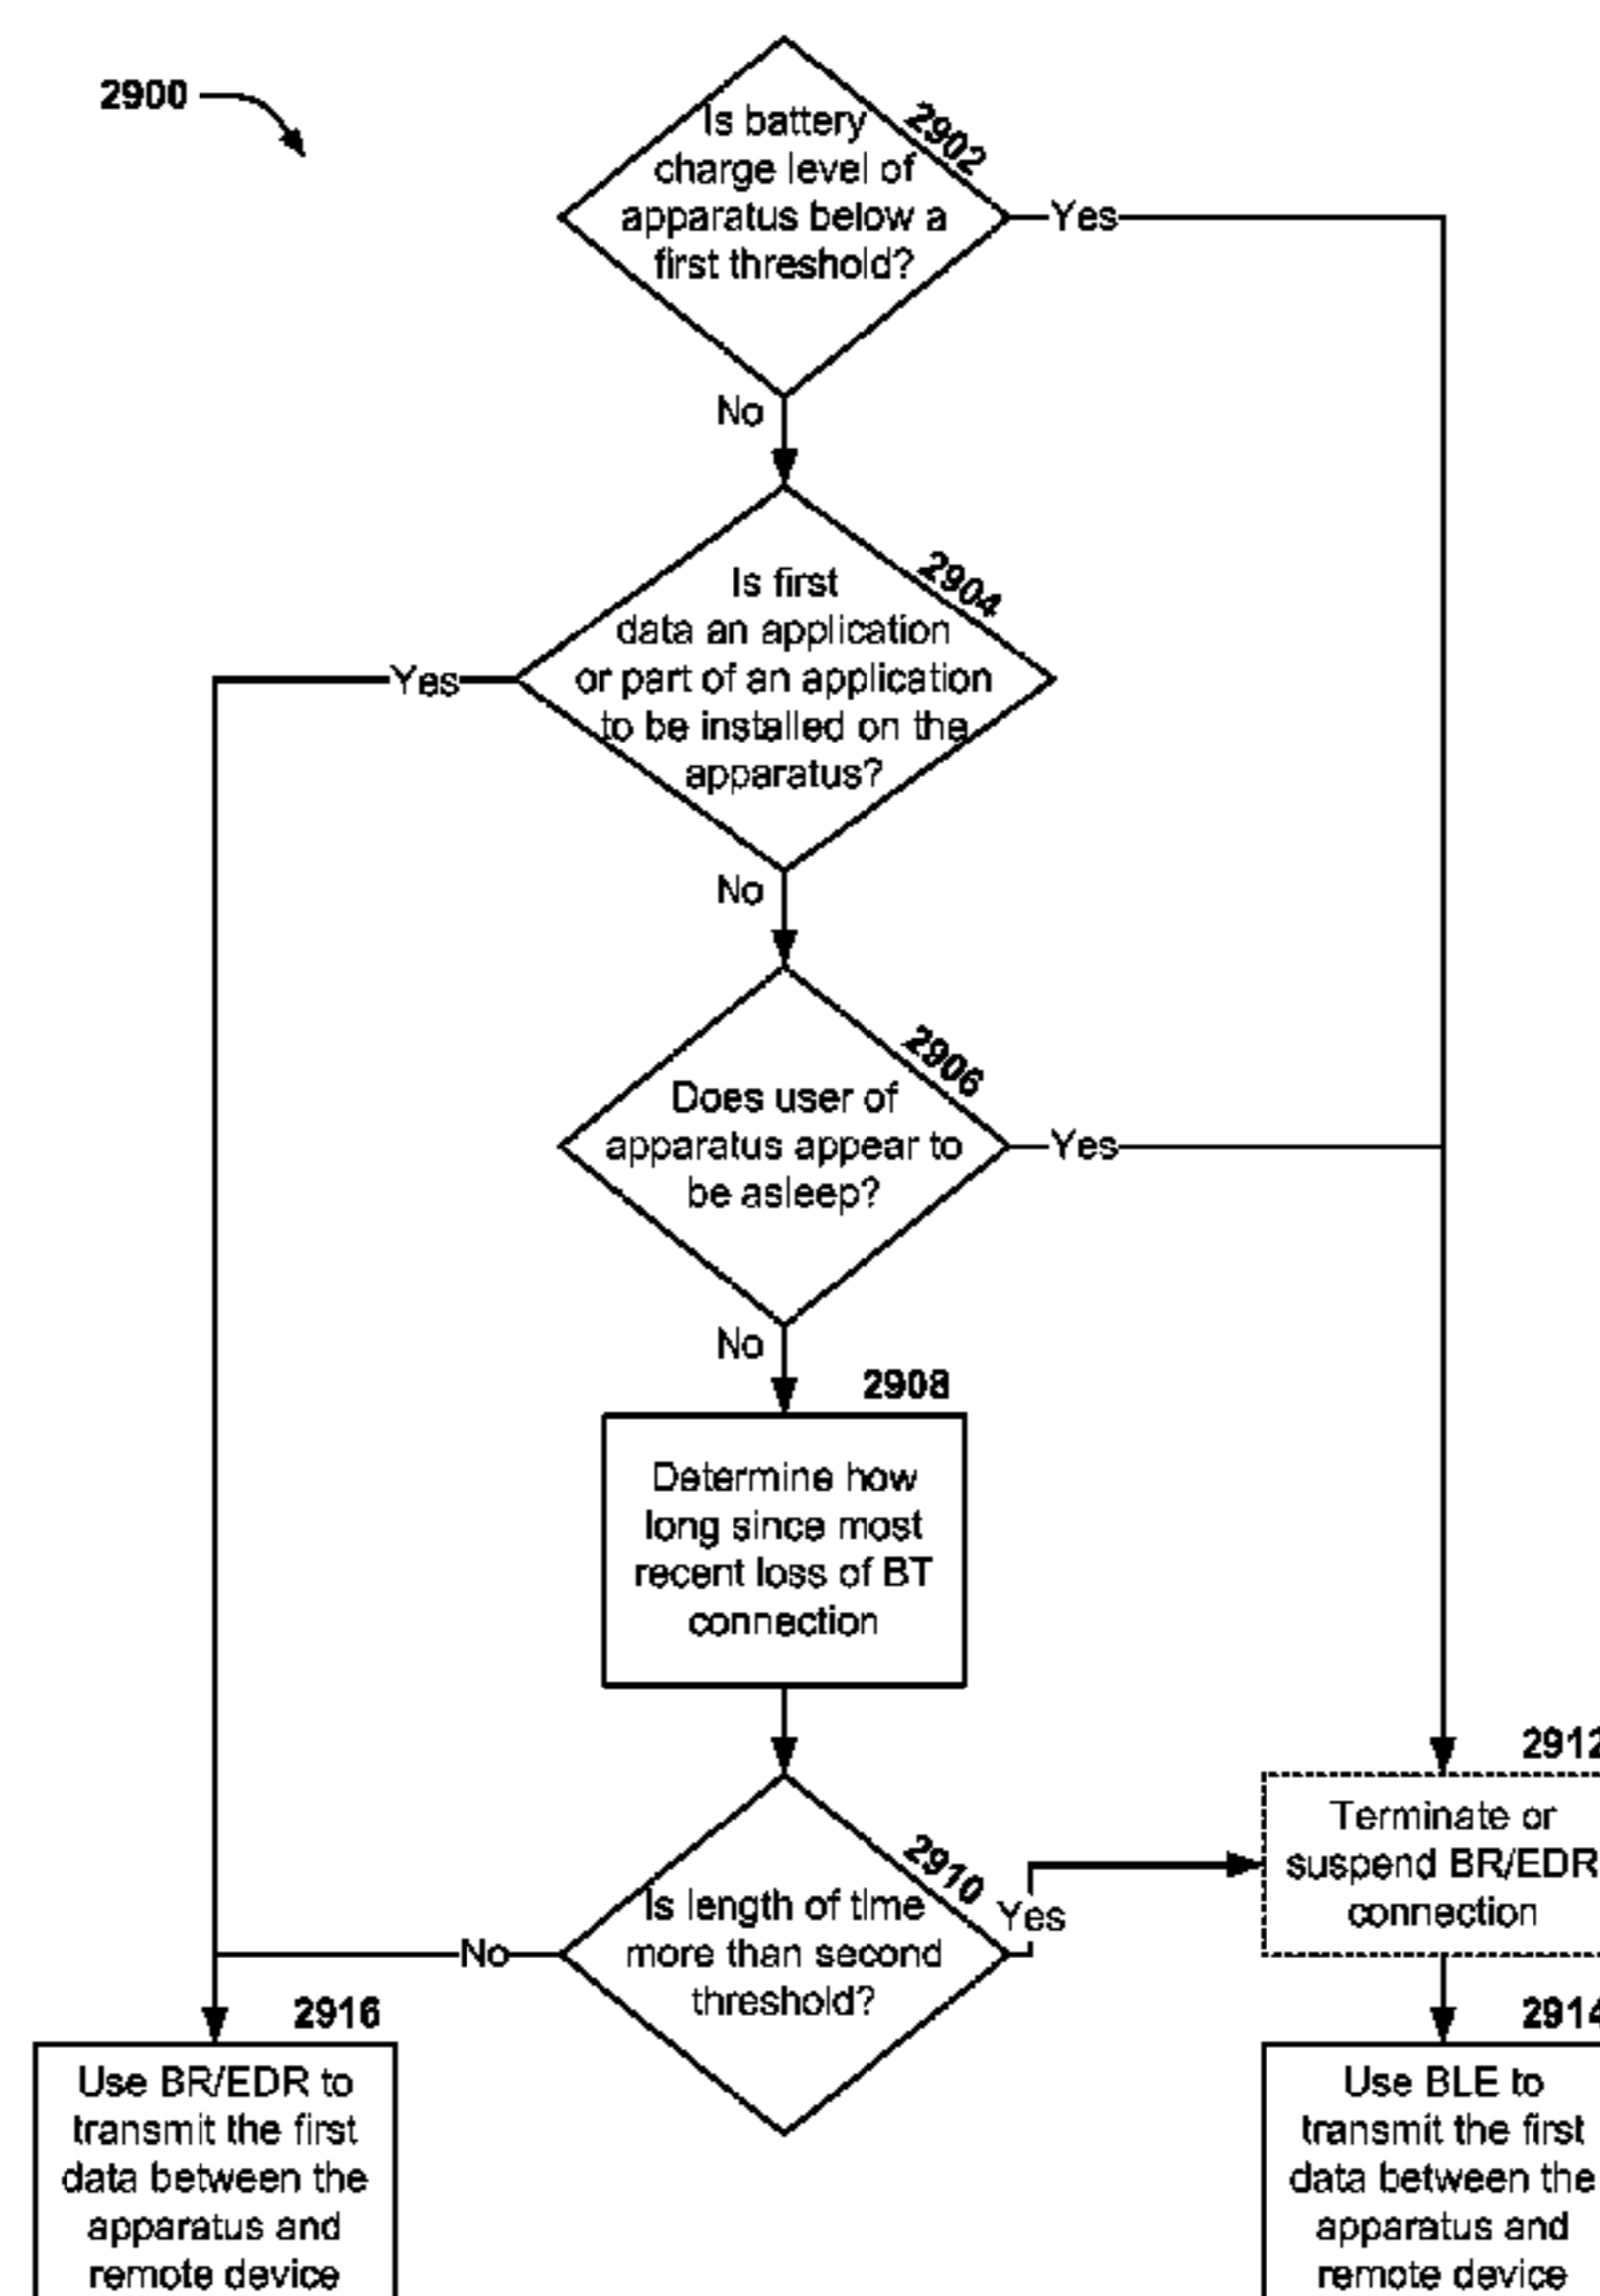 2900
Is battery
charge level of
apparatus below a
first threshold?
2902
Yes
No
Is first
data an application
or part of an application
to be installed on the
apparatus?
2904
Yes
No
Does user of
apparatus appear to
be asleep?
2906
Yes
No
2908
Determine how
long since most
recent loss of BT
connection
2910
Is length of time
more than second
threshold?
Yes
No
2912
Terminate or
suspend BR/EDR
connection
2916
Use BR/EDR to
transmit the first
data between the
apparatus and
remote device
2914
Use BLE to
transmit the first
data between the
apparatus and
remote device